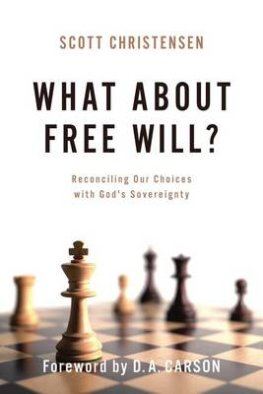 SCOTT CHRISTENSEN
WHAT ABOUT
FREE WILL?
Reconciling Our Choices
with God's Sovereignty
Foreword by D. A. CARSON